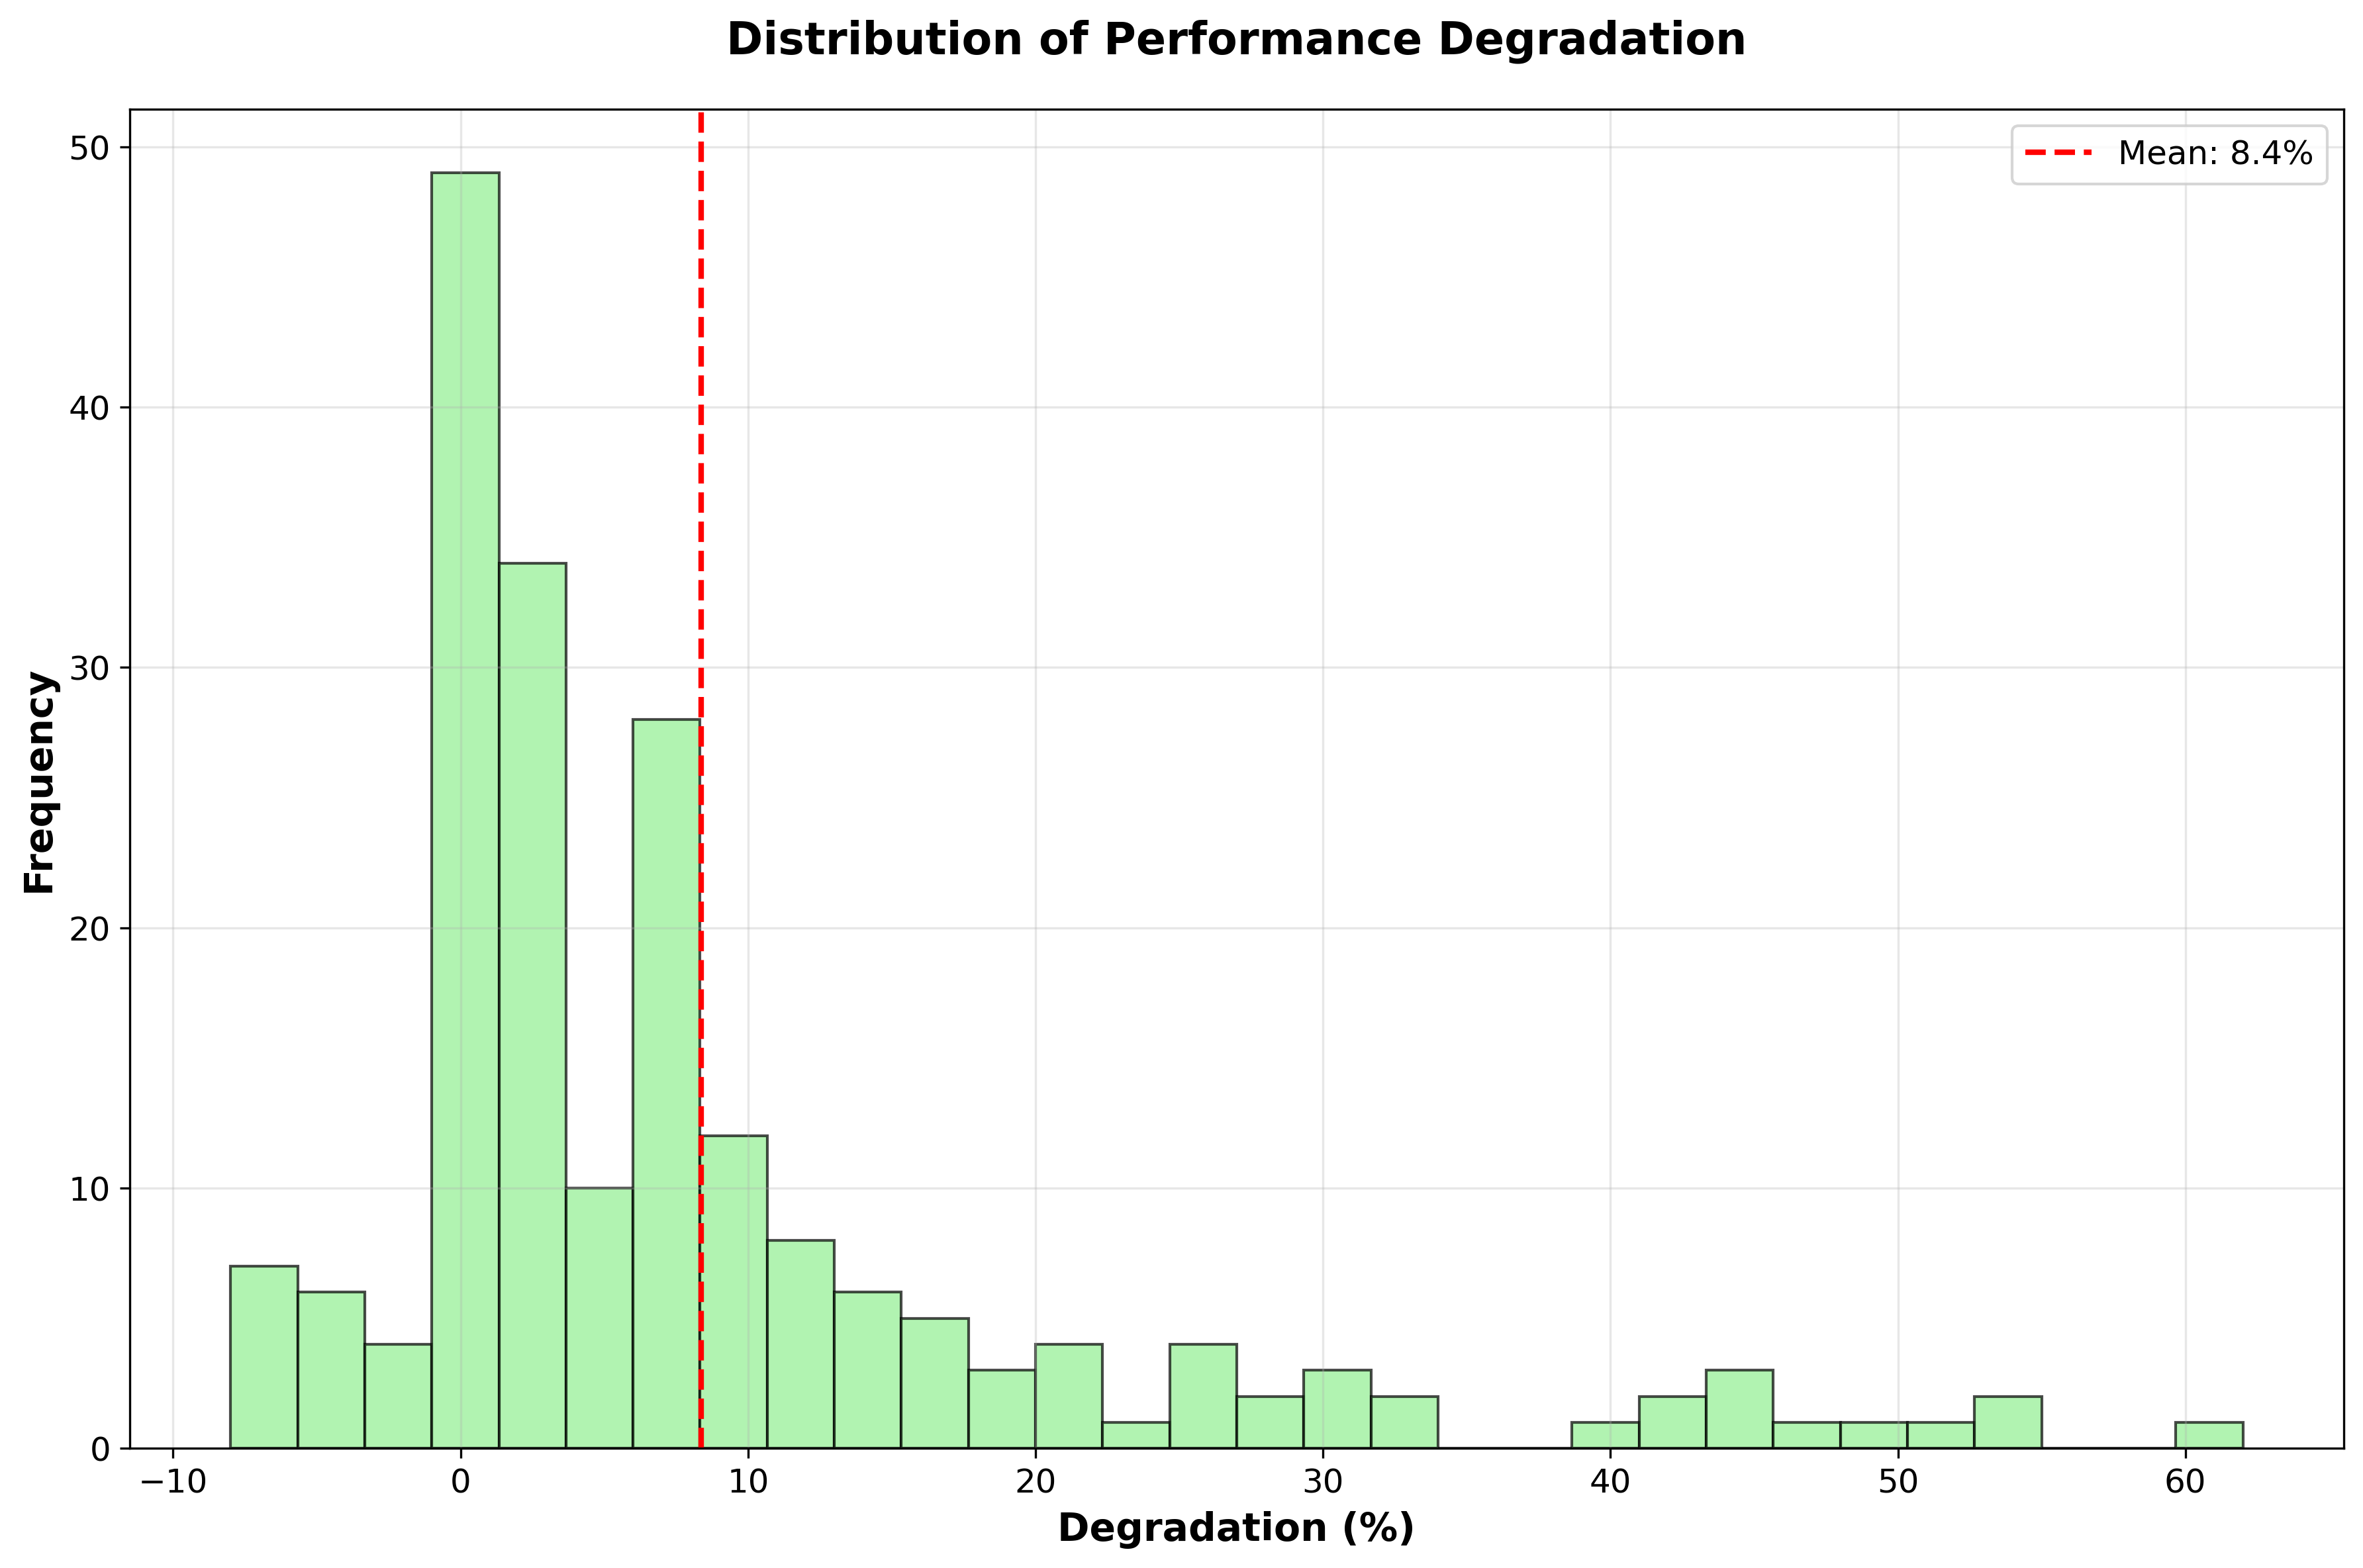 Distribution of Performance Degradation
Mean: 8.4%
Frequency
50
40
30
20
10
0
−10 0 10 20 30 40 50 60
Degradation (%)